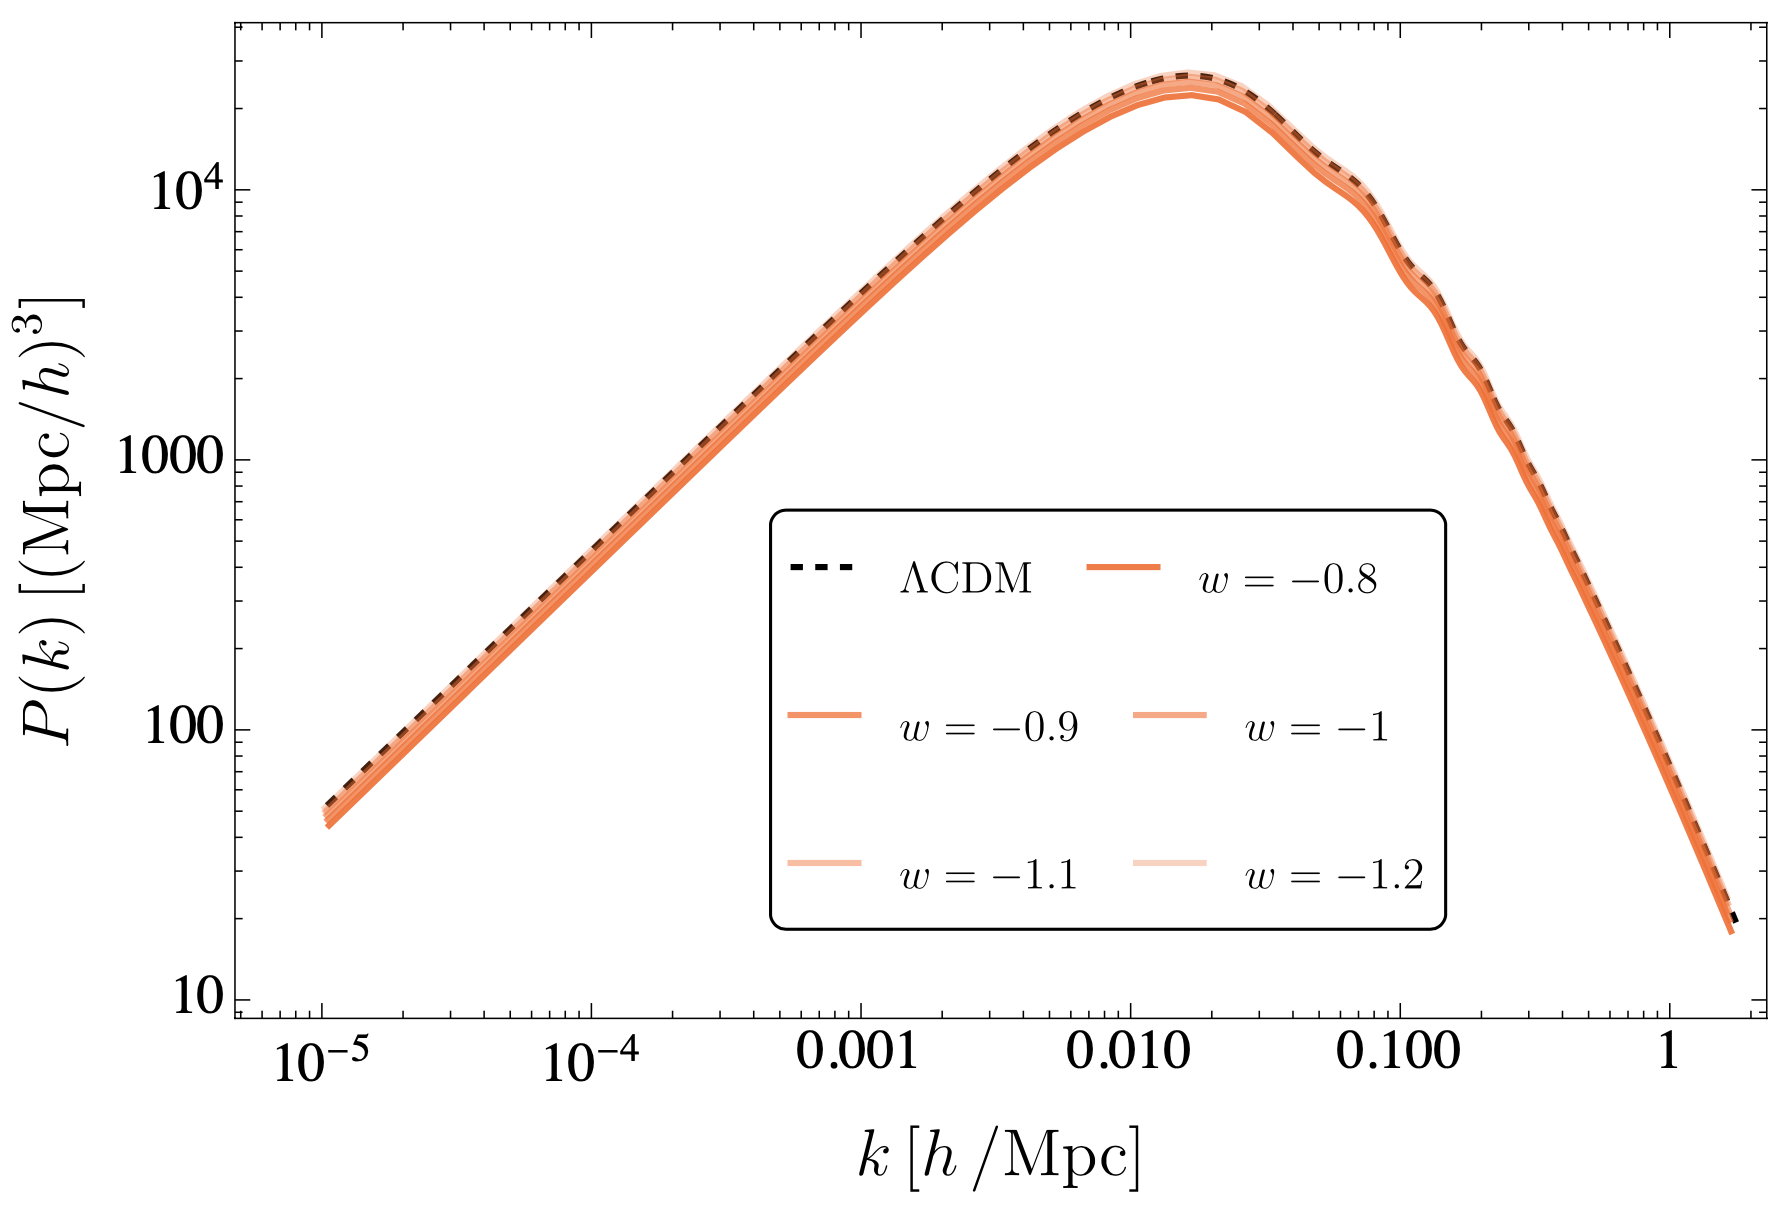 P(k) [(Mpc/h)³]
10⁴
1000
100
10
ΛCDM
w = −0.8
w = −0.9
w = −1
w = −1.1
w = −1.2
10⁻⁵
10⁻⁴
0.001
0.010
0.100
1
k [h /Mpc]